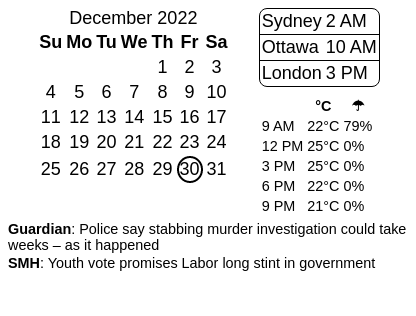 December 2022
Su Mo Tu We Th Fr Sa
1 2 3
4 5 6 7 8 9 10
11 12 13 14 15 16 17
18 19 20 21 22 23 24
25 26 27 28 29 30 31
Sydney 2 AM
Ottawa 10 AM
London 3 PM
°C ☂
9 AM 22°C 79%
12 PM 25°C 0%
3 PM 25°C 0%
6 PM 22°C 0%
9 PM 21°C 0%
Guardian: Police say stabbing murder investigation could take
weeks – as it happened
SMH: Youth vote promises Labor long stint in government